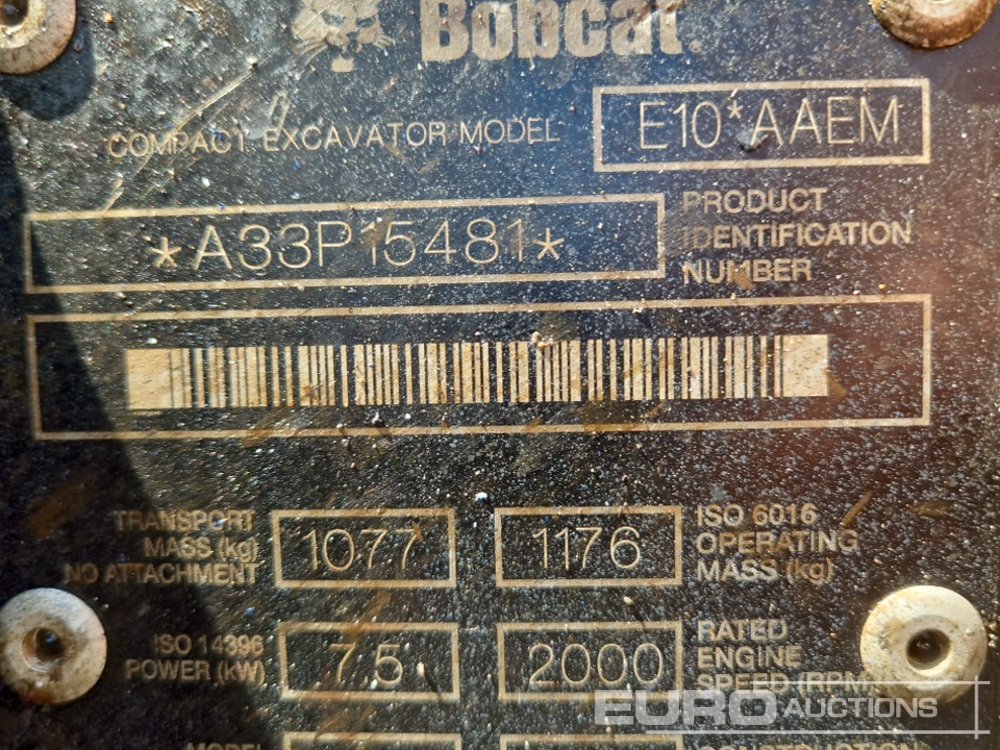 Bobcat.
COMPACT EXCAVATOR MODEL
E10*AAEM
*A33P15481*
PRODUCT
IDENTIFICATION
NUMBER
TRANSPORT
MASS (kg)
NO ATTACHMENT
1077
1176
ISO 6016
OPERATING
MASS (kg)
ISO 14396
POWER (kW)
7.5
2000
RATED
ENGINE
SPEED (RPM)
MODEL
EURO AUCTIONS